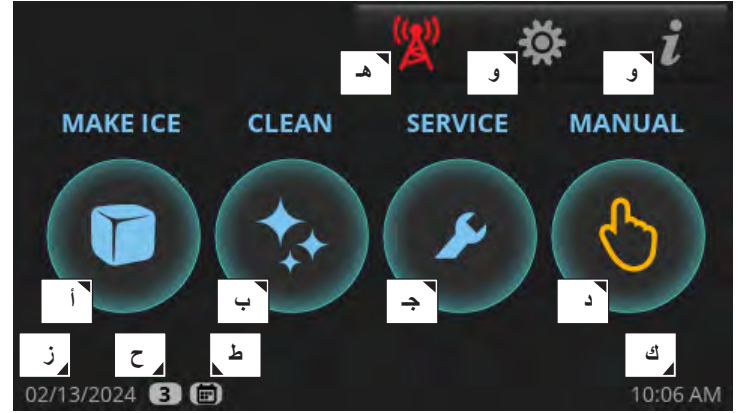 هـ و و
MAKE ICE CLEAN SERVICE MANUAL
أ ب جـ د
ز ح ط ك
02/13/2024 3 10:06 AM